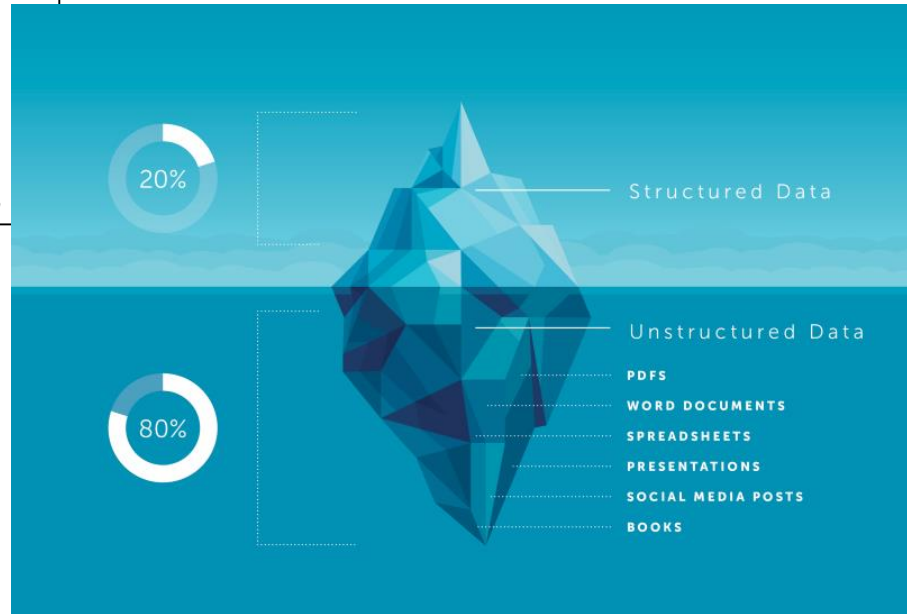 20%
Structured Data
Unstructured Data
80%
PDFS
WORD DOCUMENTS
SPREADSHEETS
PRESENTATIONS
SOCIAL MEDIA POSTS
BOOKS